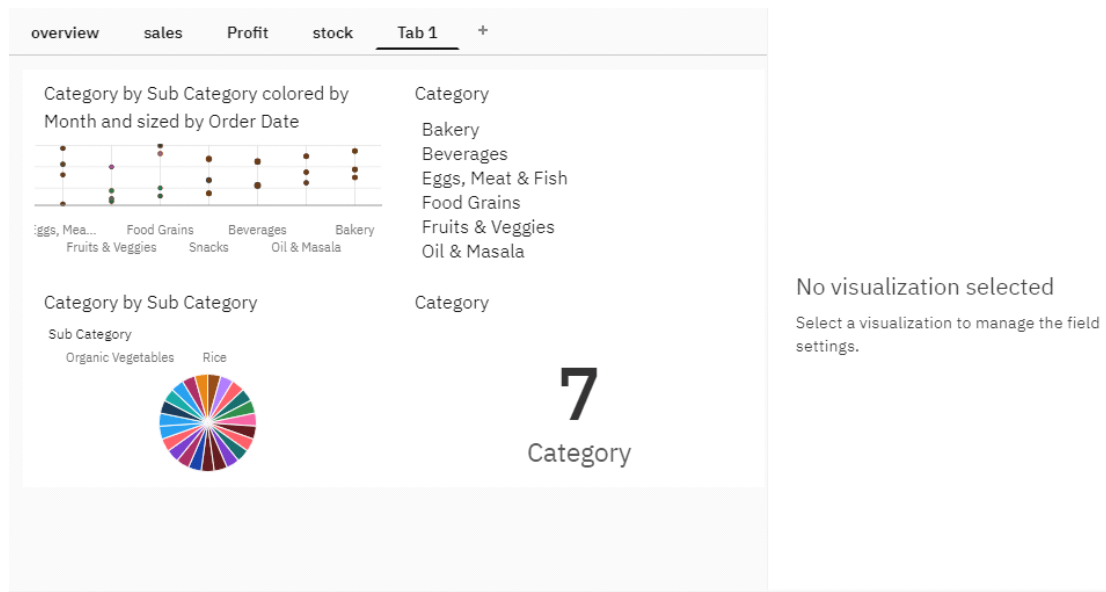 overview sales Profit stock Tab 1 +
Category by Sub Category colored by
Month and sized by Order Date
Eggs, Mea... Food Grains Beverages Bakery
Fruits & Veggies Snacks Oil & Masala
Category
Bakery
Beverages
Eggs, Meat & Fish
Food Grains
Fruits & Veggies
Oil & Masala
Category by Sub Category
Sub Category
Organic Vegetables Rice
Category
7
Category
No visualization selected
Select a visualization to manage the field
settings.